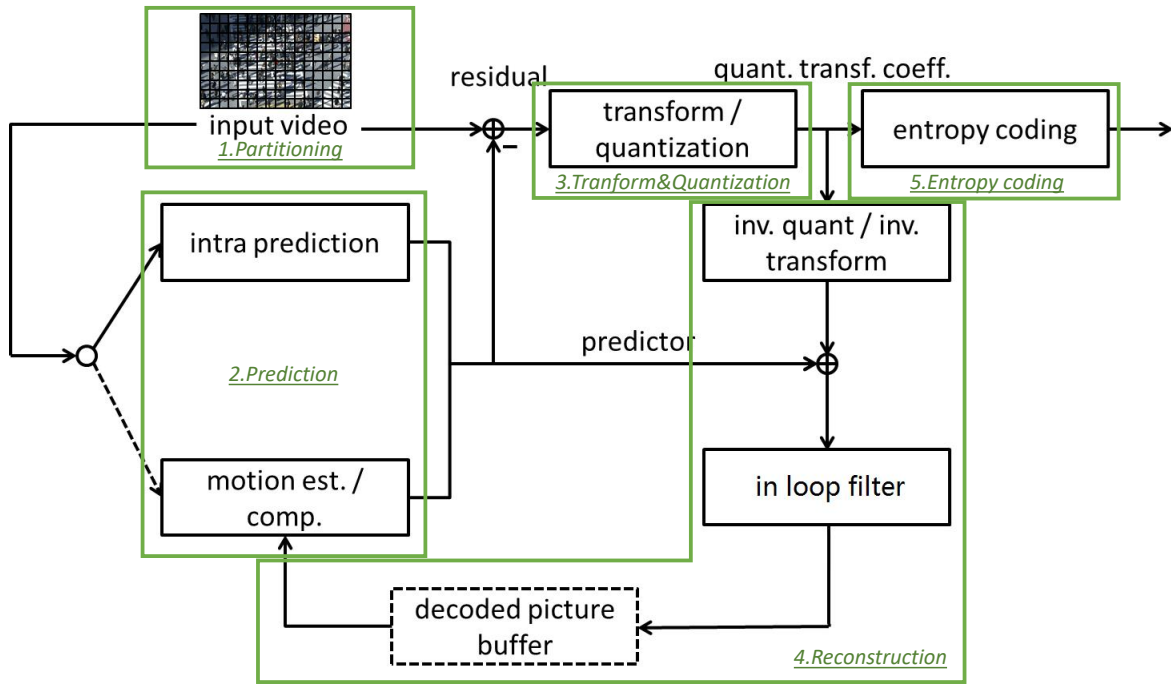 residual
quant. transf. coeff.
input video
1.Partitioning
transform /
quantization
3.Tranform&Quantization
entropy coding
5.Entropy coding
intra prediction
inv. quant / inv.
transform
2.Prediction
predictor
motion est. /
comp.
in loop filter
decoded picture
buffer
4.Reconstruction